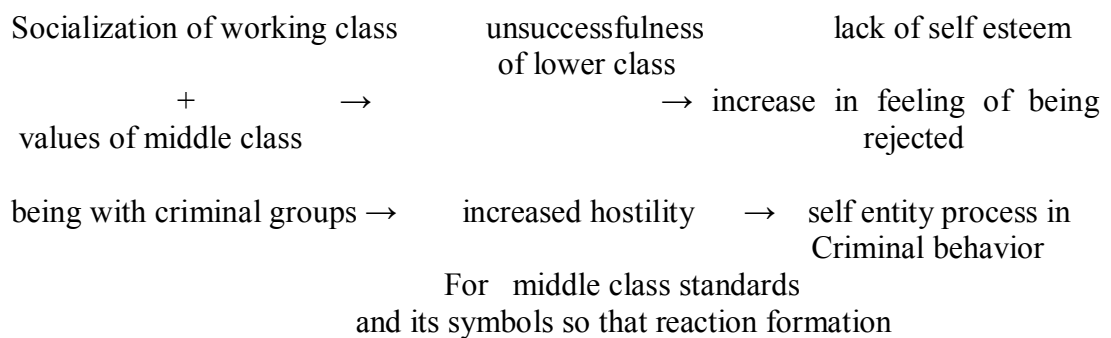 Socialization of working class unsuccessfulness lack of self esteem
of lower class
+ → → increase in feeling of being
values of middle class rejected
being with criminal groups → increased hostility → self entity process in
Criminal behavior
For middle class standards
and its symbols so that reaction formation